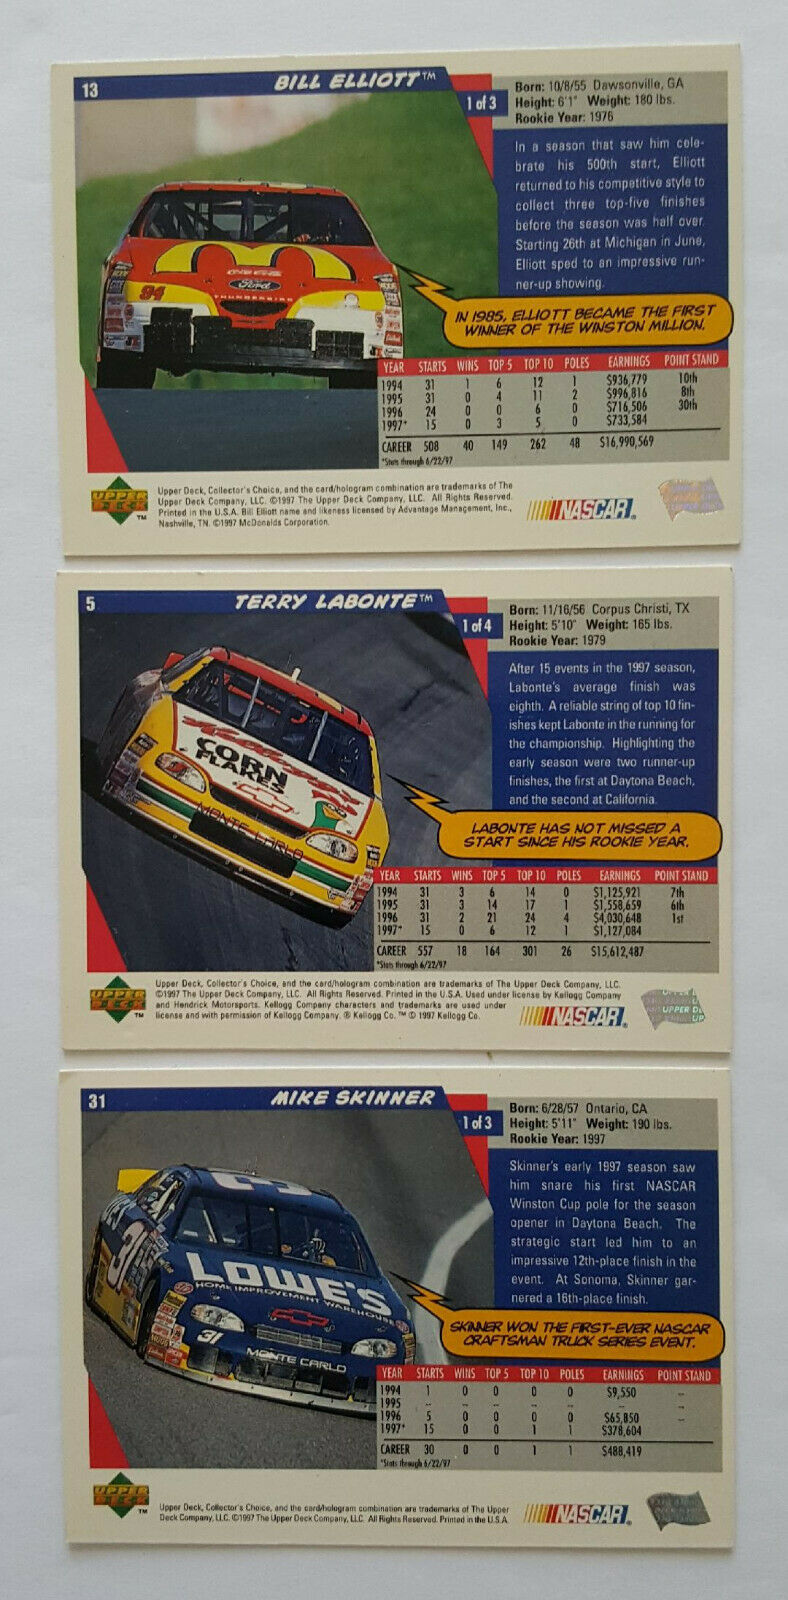 13
BILL ELLIOTT™
1 of 3
Born: 10/8/55 Dawsonville, GA
Height: 6'1" Weight: 180 lbs.
Rookie Year: 1976
In a season that saw him cele-
brate his 500th start, Elliott
returned to his competitive style to
collect three top-five finishes
before the season was half over.
Starting 26th at Michigan in June,
Elliott sped to an impressive run-
ner-up showing.
94
Ford
THUNDERBIRD
IN 1985, ELLIOTT BECAME THE FIRST
WINNER OF THE WINSTON MILLION.
YEAR STARTS WINS TOP 5 TOP 10 POLES EARNINGS POINT STAND
1994 31 1 6 12 1 $936,779 10th
1995 31 0 4 11 2 $996,816 8th
1996 24 0 0 6 0 $716,506 30th
1997* 15 0 3 5 0 $733,584
CAREER 508 40 149 262 48 $16,990,569
*Stats through 6/22/97
UPPER DECK ™
Upper Deck, Collector's Choice, and the card/hologram combination are trademarks of The
Upper Deck Company, LLC. ©1997 The Upper Deck Company, LLC. All Rights Reserved.
Printed in the U.S.A. Bill Elliott name and likeness licensed by Advantage Management, Inc.,
Nashville, TN. ©1997 McDonalds Corporation.
NASCAR
5
TERRY LABONTE™
1 of 4
Born: 11/16/56 Corpus Christi, TX
Height: 5'10" Weight: 165 lbs.
Rookie Year: 1979
After 15 events in the 1997 season,
Labonte's average finish was
eighth. A reliable string of top 10 fin-
ishes kept Labonte in the running for
the championship. Highlighting the
early season were two runner-up
finishes, the first at Daytona Beach,
and the second at California.
Kellogg's
CORN
FLAKES
MONTE CARLO
LABONTE HAS NOT MISSED A
START SINCE HIS ROOKIE YEAR.
YEAR STARTS WINS TOP 5 TOP 10 POLES EARNINGS POINT STAND
1994 31 3 6 14 0 $1,125,921 7th
1995 31 3 14 17 1 $1,558,659 6th
1996 31 2 21 24 4 $4,030,648 1st
1997* 15 0 6 12 1 $1,127,084
CAREER 557 18 164 301 26 $15,612,487
*Stats through 6/22/97
UPPER DECK ™
Upper Deck, Collector's Choice, and the card/hologram combination are trademarks of The Upper Deck Company, LLC.
©1997 The Upper Deck Company, LLC. All Rights Reserved. Printed in the U.S.A. Used under license by Kellogg Company
and Hendrick Motorsports. Kellogg Company characters and trademarks are used under
license and with permission of Kellogg Company. ® Kellogg Co. ™ © 1997 Kellogg Co.
NASCAR
UPPER
31
MIKE SKINNER
1 of 3
Born: 6/28/57 Ontario, CA
Height: 5'11" Weight: 190 lbs.
Rookie Year: 1997
Skinner's early 1997 season saw
him snare his first NASCAR
Winston Cup pole for the season
opener in Daytona Beach. The
strategic start led him to an
impressive 12th-place finish in the
event. At Sonoma, Skinner gar-
nered a 16th-place finish.
31
LOWE'S
HOME IMPROVEMENT WAREHOUSE
31
MONTE CARLO
SKINNER WON THE FIRST-EVER NASCAR
CRAFTSMAN TRUCK SERIES EVENT.
YEAR STARTS WINS TOP 5 TOP 10 POLES EARNINGS POINT STAND
1994 1 0 0 0 0 $9,550 –
1995 – – – – – – –
1996 5 0 0 0 0 $65,850 –
1997* 15 0 0 1 1 $378,604
CAREER 30 0 0 1 1 $488,419
*Stats through 6/22/97
UPPER DECK ™
Upper Deck, Collector's Choice, and the card/hologram combination are trademarks of The Upper
Deck Company, LLC. ©1997 The Upper Deck Company, LLC. All Rights Reserved. Printed in the U.S.A.
NASCAR